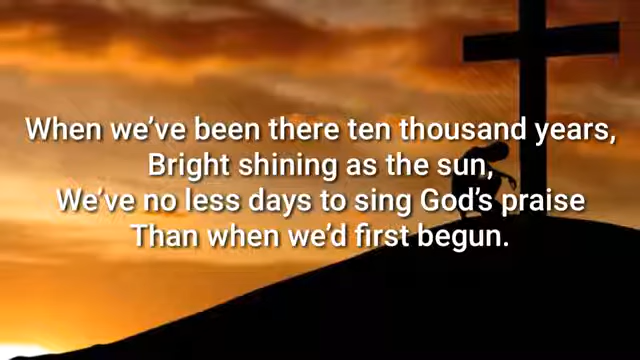 When we’ve been there ten thousand years,
Bright shining as the sun,
We’ve no less days to sing God’s praise
Than when we’d first begun.